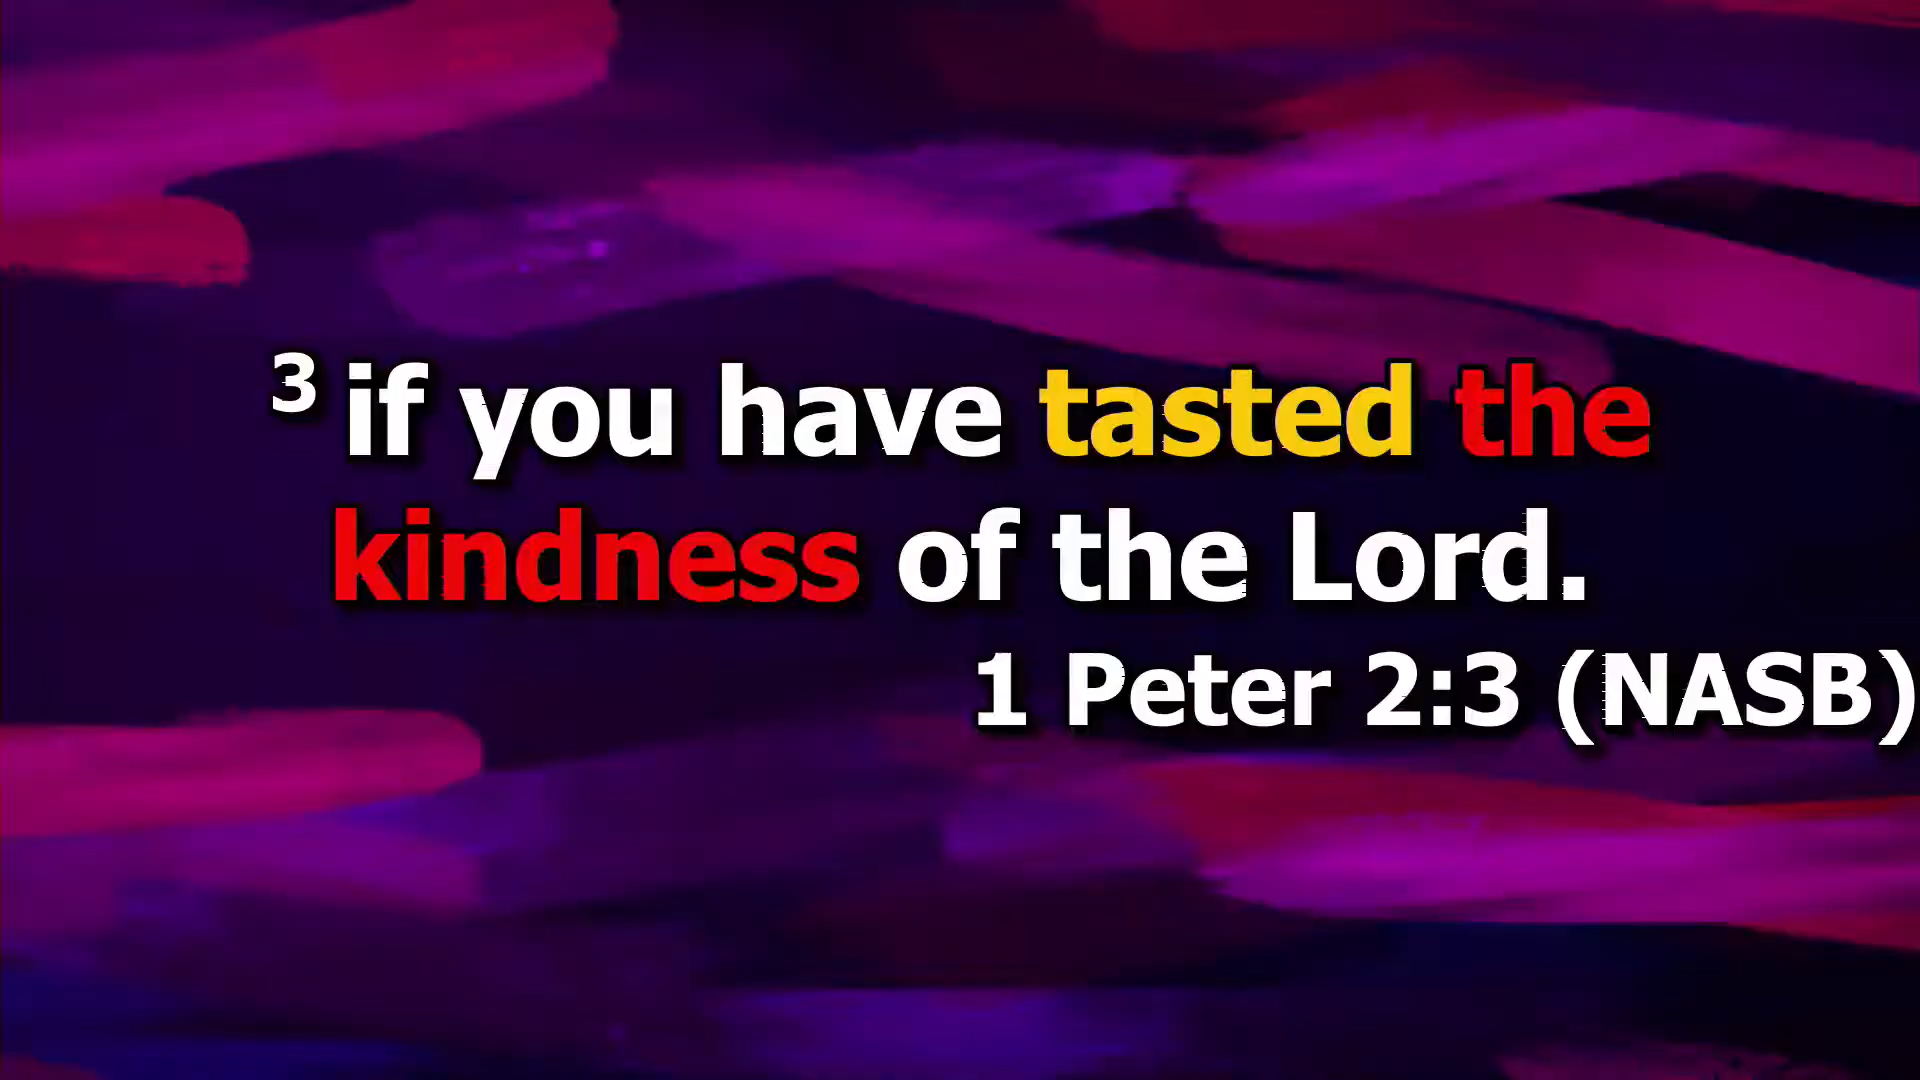 3 if you have tasted the
kindness of the Lord.
1 Peter 2:3 (NASB)